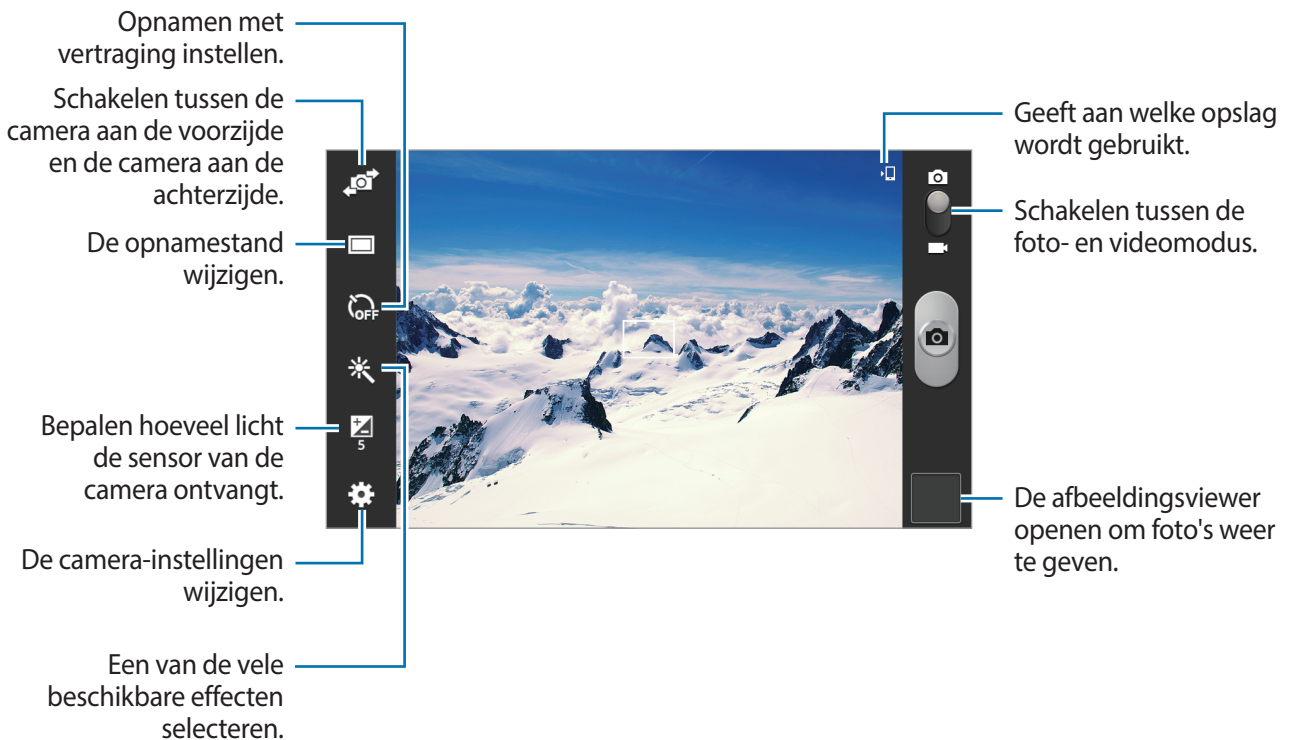 Opnamen met
vertraging instellen.
Schakelen tussen de
camera aan de voorzijde
en de camera aan de
achterzijde.
De opnamestand
wijzigen.
Bepalen hoeveel licht
de sensor van de
camera ontvangt.
De camera-instellingen
wijzigen.
Een van de vele
beschikbare effecten
selecteren.
OFF
5
Geeft aan welke opslag
wordt gebruikt.
Schakelen tussen de
foto- en videomodus.
De afbeeldingsviewer
openen om foto's weer
te geven.